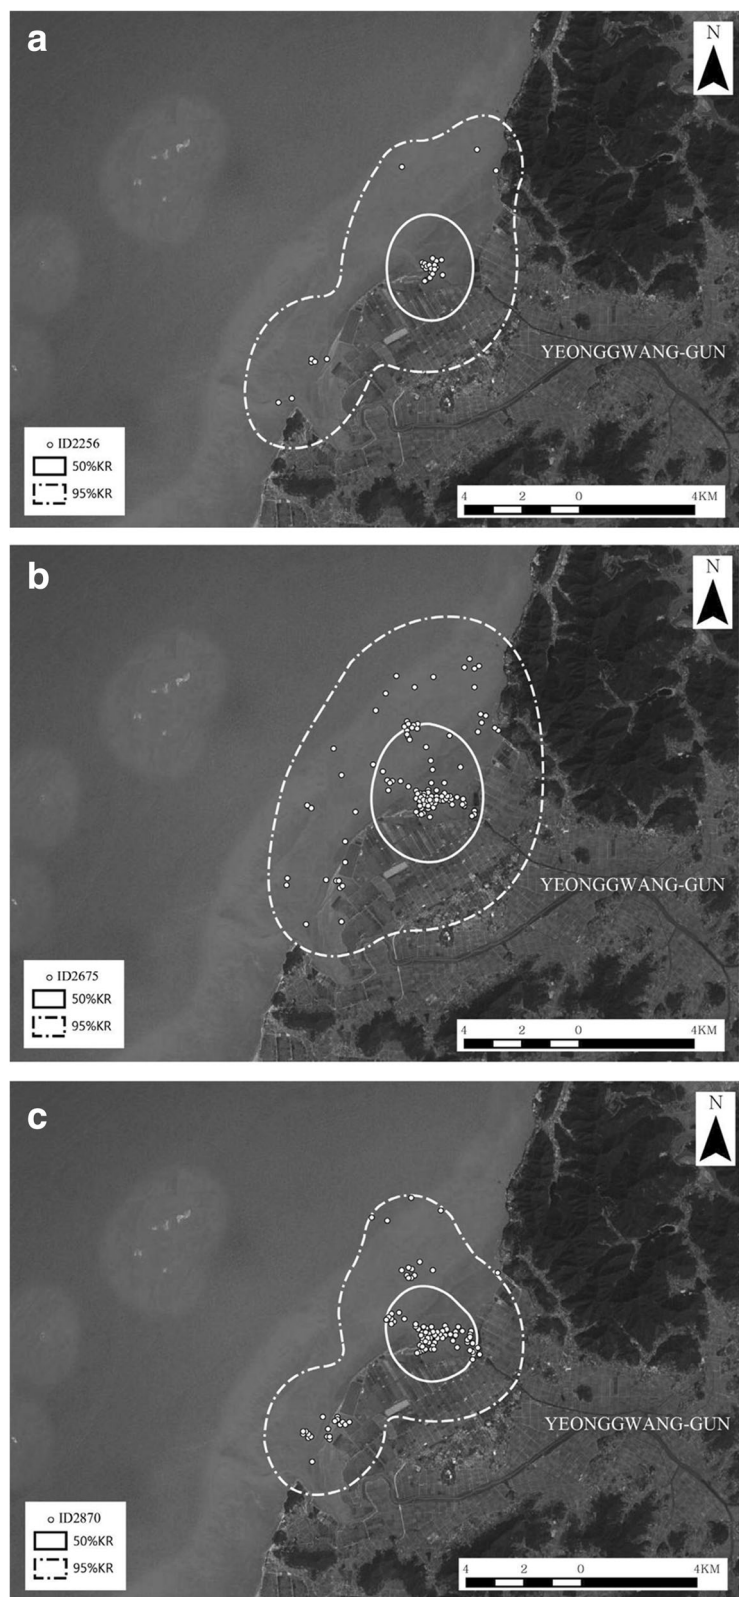 a
N
YEONGGWANG-GUN
ID2256
50%KR
95%KR
4 2 0 4KM
b
N
YEONGGWANG-GUN
ID2675
50%KR
95%KR
4 2 0 4KM
c
N
YEONGGWANG-GUN
ID2870
50%KR
95%KR
4 2 0 4KM